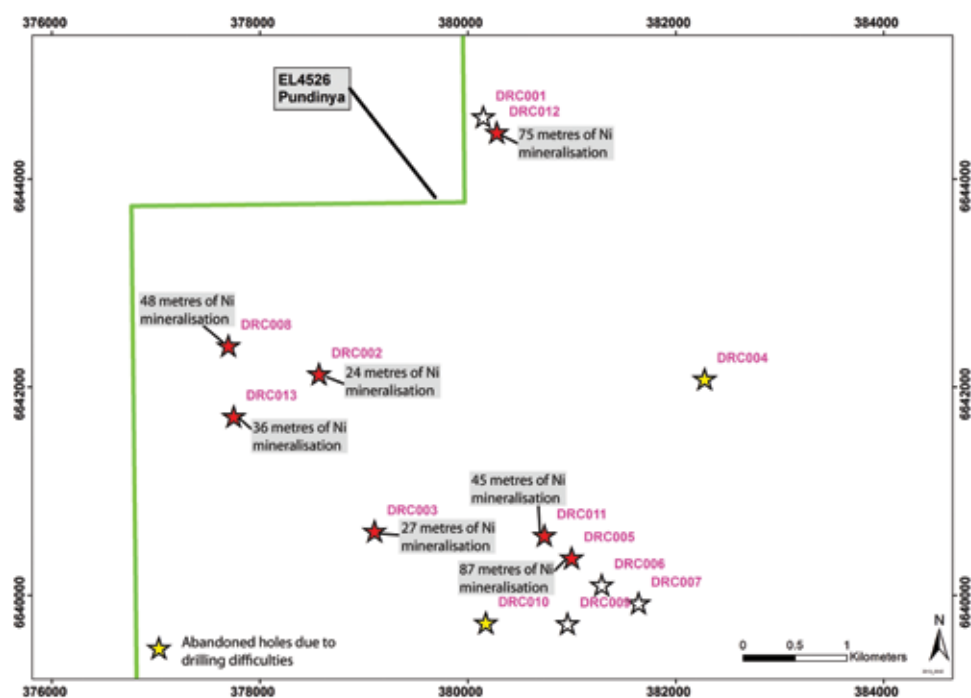 376000
378000
380000
382000
384000
EL4526
Pundinya
DRC001
DRC012
75 metres of Ni
mineralisation
6644000
6644000
48 metres of Ni
mineralisation
DRC008
DRC002
24 metres of Ni
mineralisation
DRC004
6642000
6642000
DRC013
36 metres of Ni
mineralisation
45 metres of Ni
mineralisation
DRC003
27 metres of Ni
mineralisation
DRC011
DRC005
87 metres of Ni
mineralisation
DRC006
DRC007
6640000
6640000
DRC010
DRC009
Abandoned holes due to
drilling difficulties
N
0 0.5 1
Kilometers
376000
378000
380000
382000
384000